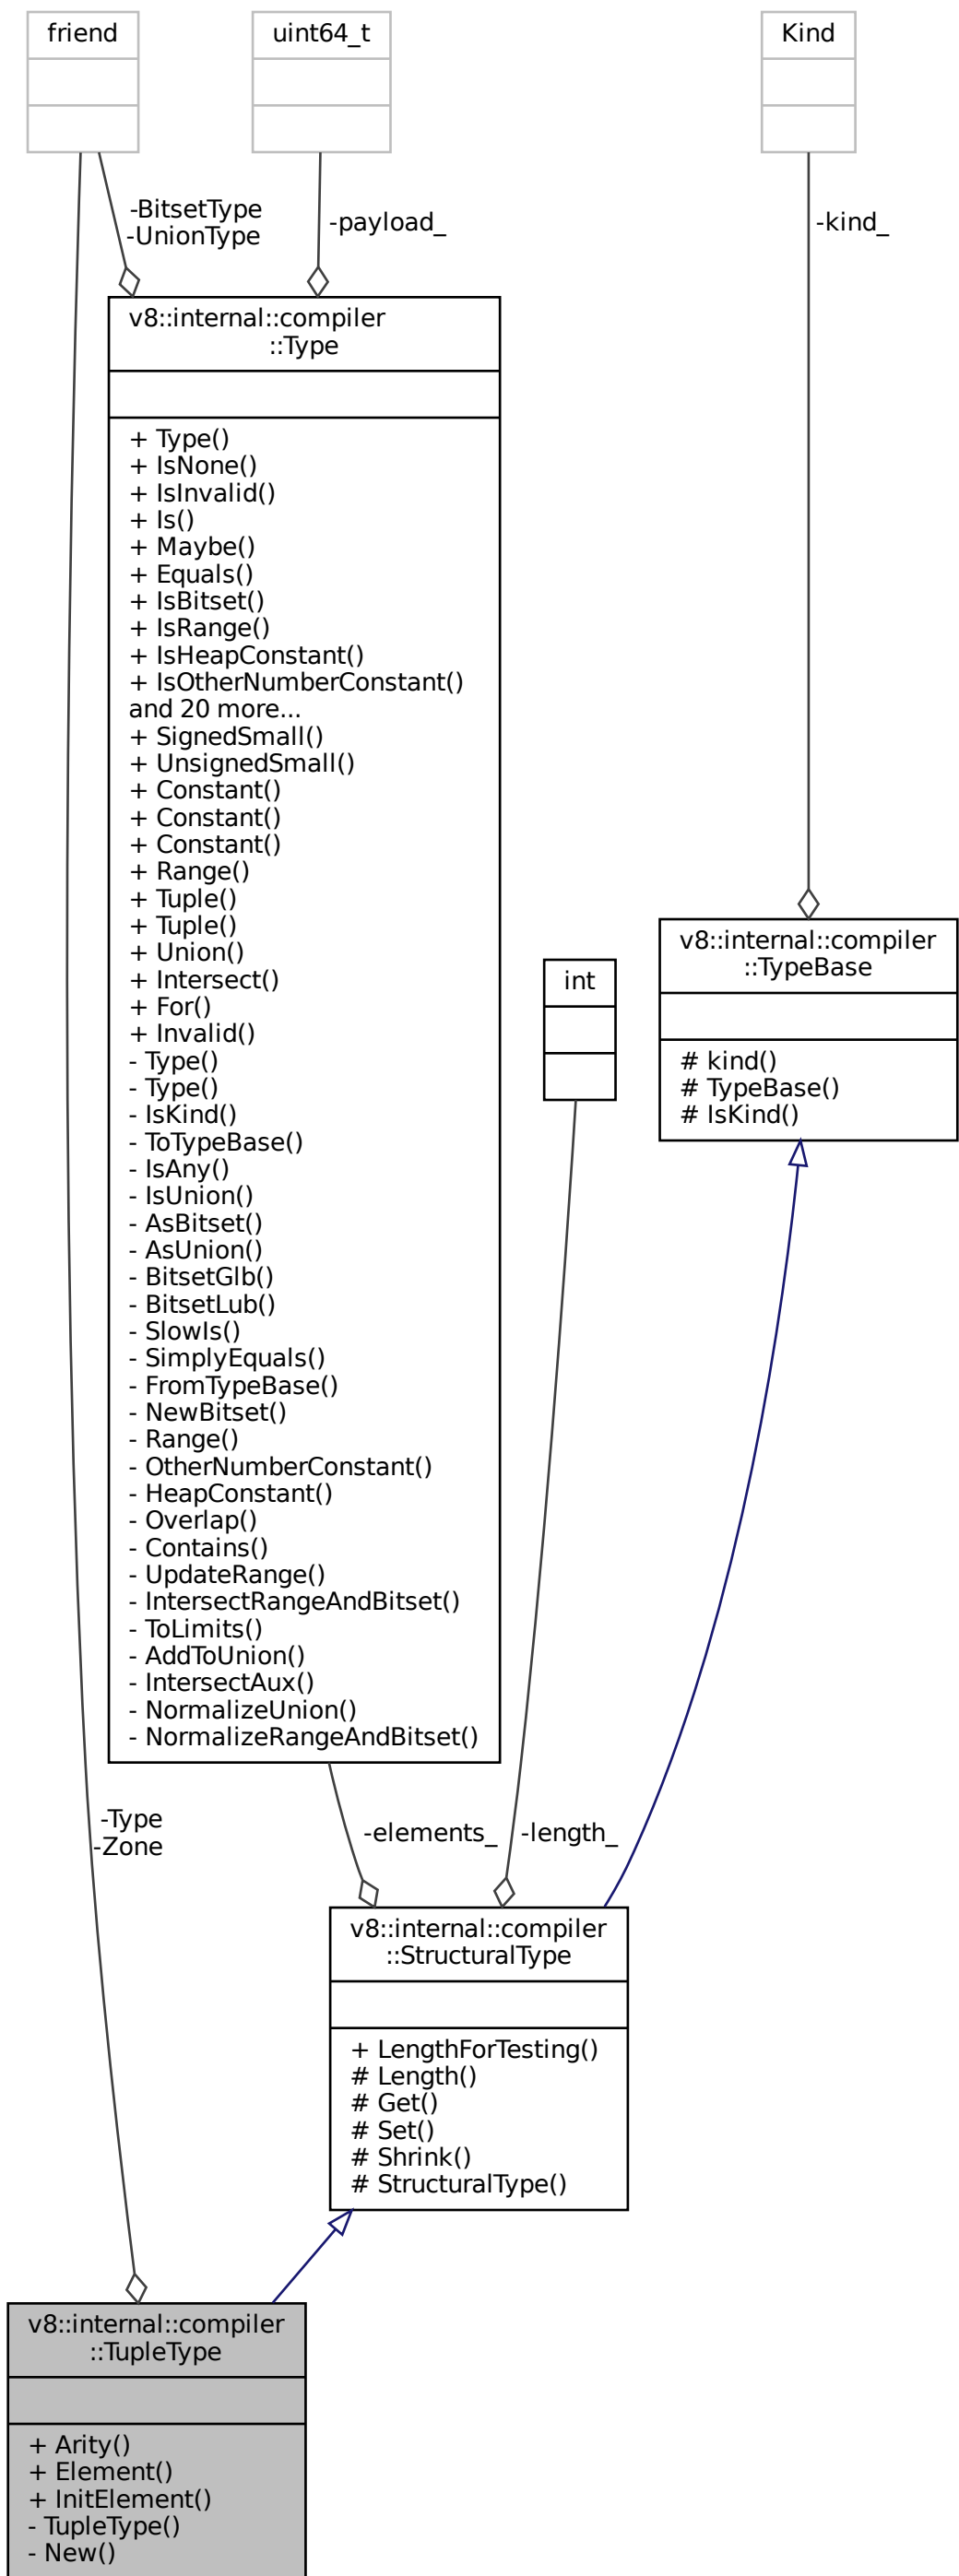 friend
uint64_t
Kind
-BitsetType
-UnionType
-payload_
-kind_
v8::internal::compiler
::Type
+ Type()
+ IsNone()
+ IsInvalid()
+ Is()
+ Maybe()
+ Equals()
+ IsBitset()
+ IsRange()
+ IsHeapConstant()
+ IsOtherNumberConstant()
and 20 more...
+ SignedSmall()
+ UnsignedSmall()
+ Constant()
+ Constant()
+ Constant()
+ Range()
+ Tuple()
+ Tuple()
+ Union()
+ Intersect()
+ For()
+ Invalid()
- Type()
- Type()
- IsKind()
- ToTypeBase()
- IsAny()
- IsUnion()
- AsBitset()
- AsUnion()
- BitsetGlb()
- BitsetLub()
- SlowIs()
- SimplyEquals()
- FromTypeBase()
- NewBitset()
- Range()
- OtherNumberConstant()
- HeapConstant()
- Overlap()
- Contains()
- UpdateRange()
- IntersectRangeAndBitset()
- ToLimits()
- AddToUnion()
- IntersectAux()
- NormalizeUnion()
- NormalizeRangeAndBitset()
int
v8::internal::compiler
::TypeBase
# kind()
# TypeBase()
# IsKind()
-Type
-Zone
-elements_
-length_
v8::internal::compiler
::StructuralType
+ LengthForTesting()
# Length()
# Get()
# Set()
# Shrink()
# StructuralType()
v8::internal::compiler
::TupleType
+ Arity()
+ Element()
+ InitElement()
- TupleType()
- New()